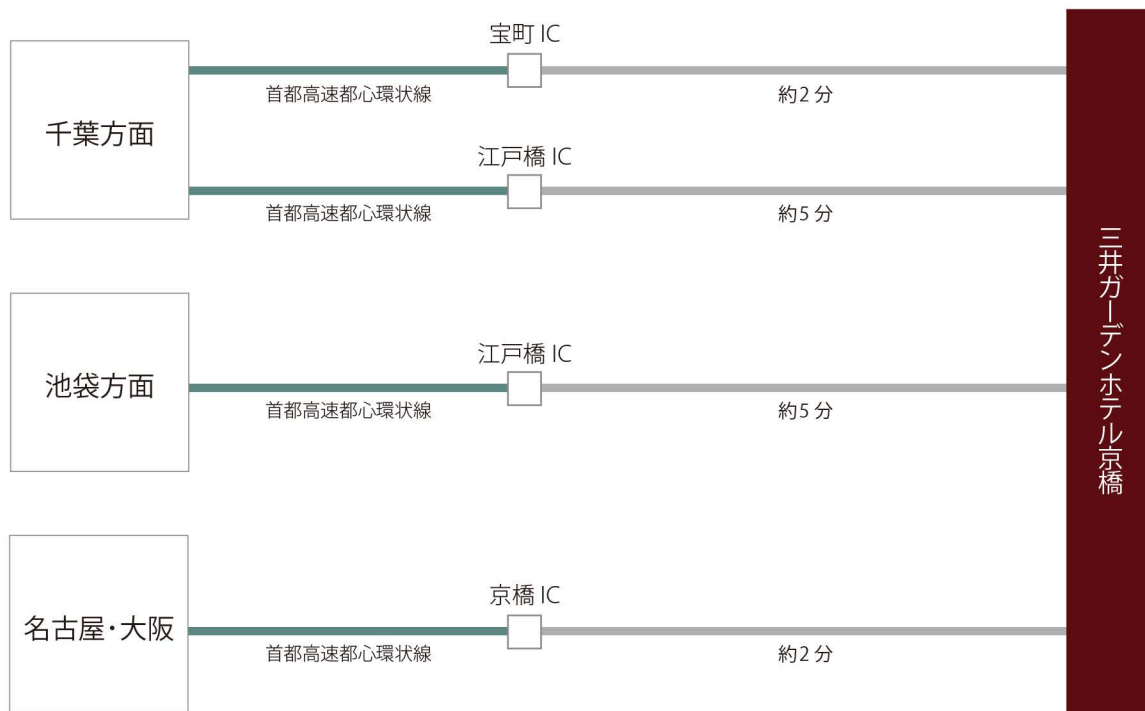 千葉方面
宝町 IC
首都高速都心環状線
約2 分
江戸橋 IC
首都高速都心環状線
約5 分
池袋方面
江戸橋 IC
首都高速都心環状線
約5 分
名古屋・大阪
京橋 IC
首都高速都心環状線
約2 分
三井ガーデンホテル京橋